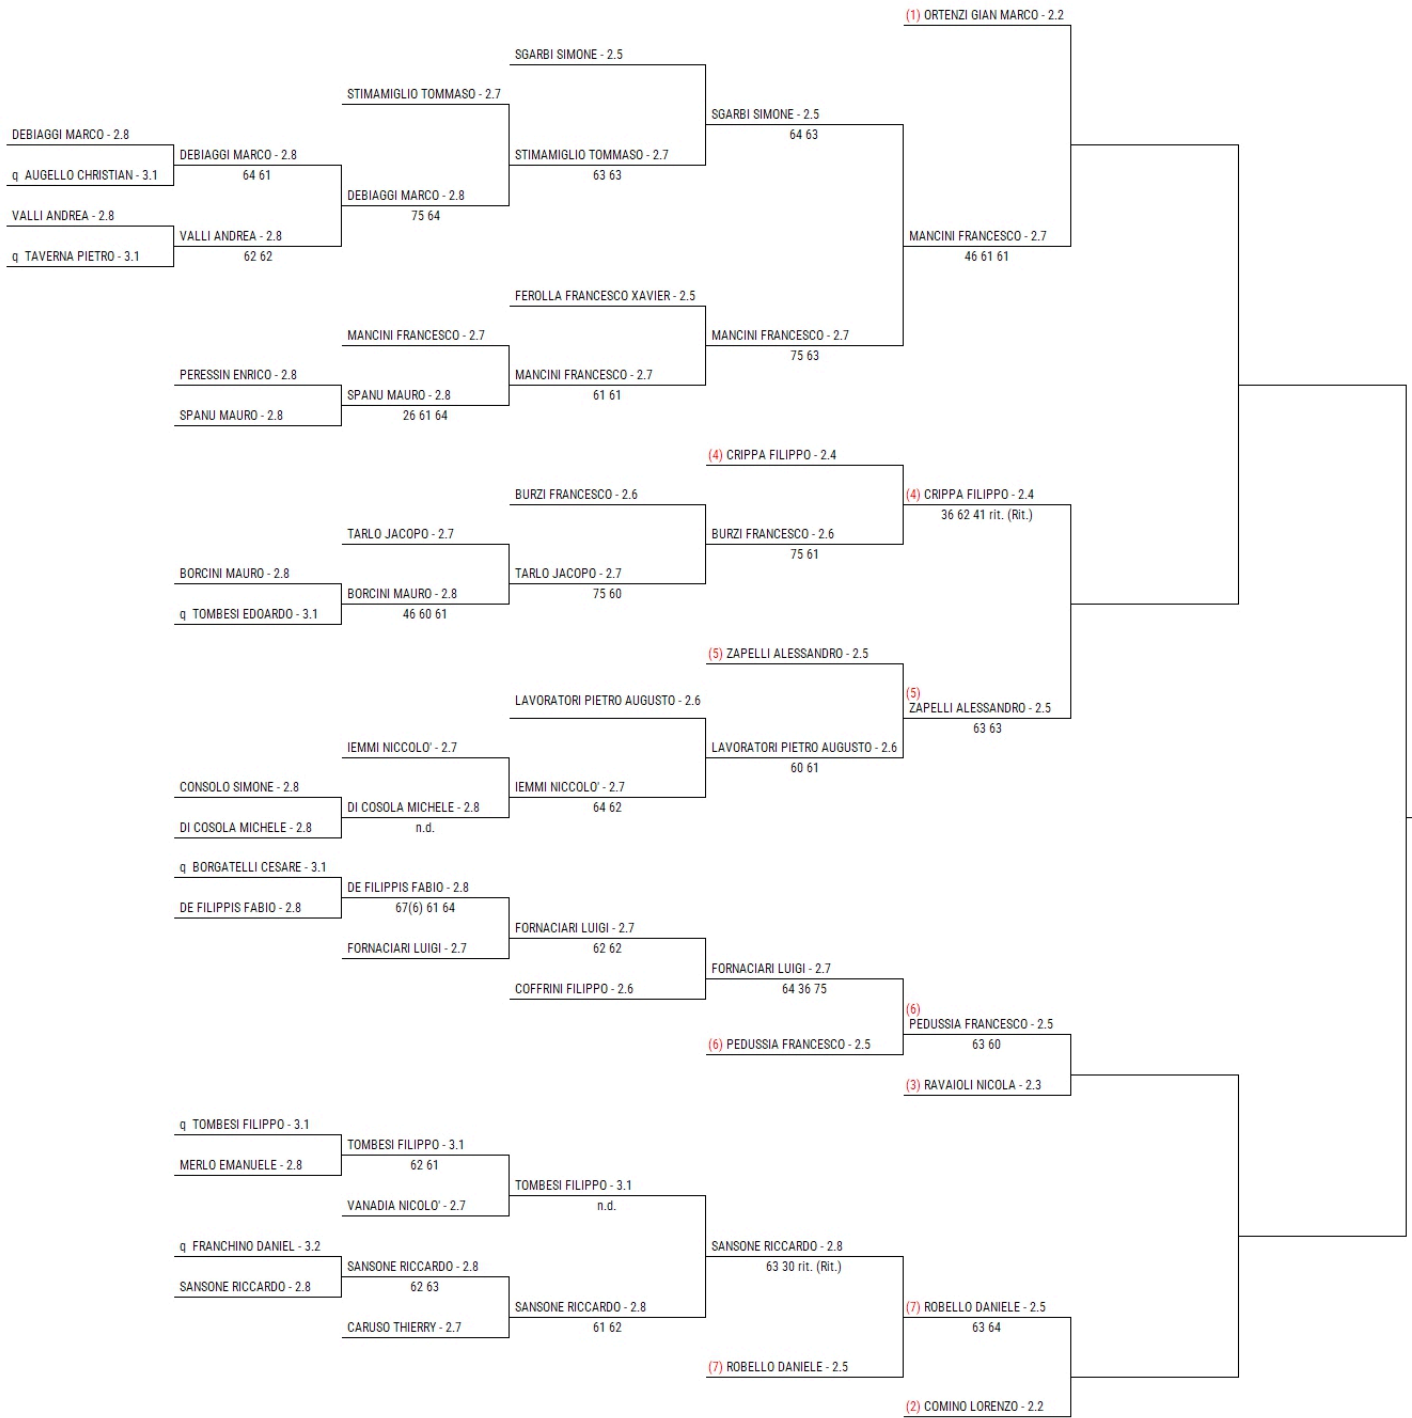 (1) ORTENZI GIAN MARCO - 2.2
SGARBI SIMONE - 2.5
STIMAMIGLIO TOMMASO - 2.7
SGARBI SIMONE - 2.5
64 63
DEBIAGGI MARCO - 2.8
DEBIAGGI MARCO - 2.8
64 61
STIMAMIGLIO TOMMASO - 2.7
63 63
q AUGELLO CHRISTIAN - 3.1
DEBIAGGI MARCO - 2.8
75 64
VALLI ANDREA - 2.8
VALLI ANDREA - 2.8
62 62
MANCINI FRANCESCO - 2.7
46 61 61
q TAVERNA PIETRO - 3.1
FEROLLA FRANCESCO XAVIER - 2.5
MANCINI FRANCESCO - 2.7
MANCINI FRANCESCO - 2.7
75 63
PERESSIN ENRICO - 2.8
MANCINI FRANCESCO - 2.7
61 61
SPANU MAURO - 2.8
26 61 64
SPANU MAURO - 2.8
(4) CRIPPA FILIPPO - 2.4
BURZI FRANCESCO - 2.6
(4) CRIPPA FILIPPO - 2.4
36 62 41 rit. (Rit.)
TARLO JACOPO - 2.7
BURZI FRANCESCO - 2.6
75 61
BORCINI MAURO - 2.8
TARLO JACOPO - 2.7
75 60
BORCINI MAURO - 2.8
46 60 61
q TOMBESI EDOARDO - 3.1
(5) ZAPELLI ALESSANDRO - 2.5
LAVORATORI PIETRO AUGUSTO - 2.6
(5)
ZAPELLI ALESSANDRO - 2.5
63 63
IEMMI NICCOLO' - 2.7
LAVORATORI PIETRO AUGUSTO - 2.6
60 61
CONSOLO SIMONE - 2.8
IEMMI NICCOLO' - 2.7
64 62
DI COSOLA MICHELE - 2.8
n.d.
DI COSOLA MICHELE - 2.8
q BORGATELLI CESARE - 3.1
DE FILIPPIS FABIO - 2.8
67(6) 61 64
DE FILIPPIS FABIO - 2.8
FORNACIARI LUIGI - 2.7
62 62
FORNACIARI LUIGI - 2.7
FORNACIARI LUIGI - 2.7
64 36 75
COFFRINI FILIPPO - 2.6
(6)
PEDUSSIA FRANCESCO - 2.5
63 60
(6) PEDUSSIA FRANCESCO - 2.5
(3) RAVAIOLI NICOLA - 2.3
q TOMBESI FILIPPO - 3.1
TOMBESI FILIPPO - 3.1
62 61
MERLO EMANUELE - 2.8
TOMBESI FILIPPO - 3.1
n.d.
VANADIA NICOLO' - 2.7
q FRANCHINO DANIEL - 3.2
SANSONE RICCARDO - 2.8
63 30 rit. (Rit.)
SANSONE RICCARDO - 2.8
62 63
SANSONE RICCARDO - 2.8
SANSONE RICCARDO - 2.8
61 62
(7) ROBELLO DANIELE - 2.5
63 64
CARUSO THIERRY - 2.7
(7) ROBELLO DANIELE - 2.5
(2) COMINO LORENZO - 2.2